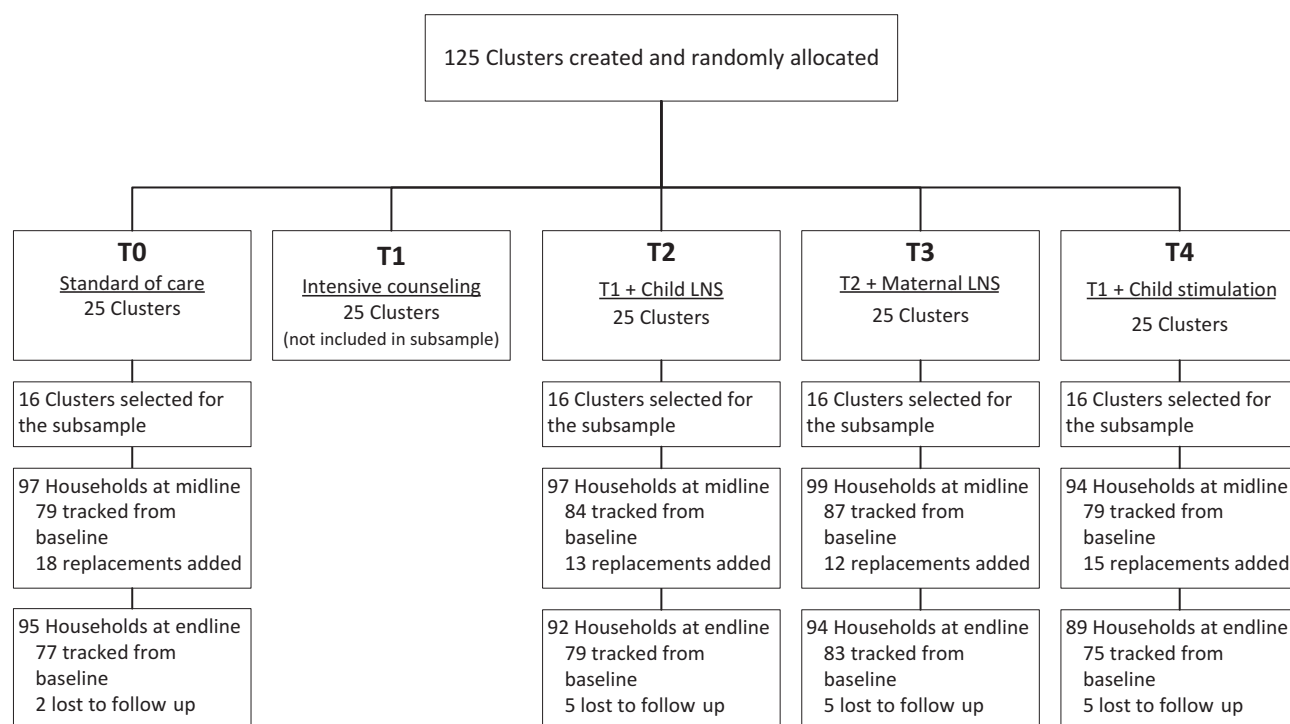 125 Clusters created and randomly allocated
T0
Standard of care
25 Clusters
T1
Intensive counseling
25 Clusters
(not included in subsample)
T2
T1 + Child LNS
25 Clusters
T3
T2 + Maternal LNS
25 Clusters
T4
T1 + Child stimulation
25 Clusters
16 Clusters selected for
the subsample
16 Clusters selected for
the subsample
16 Clusters selected for
the subsample
16 Clusters selected for
the subsample
97 Households at midline
79 tracked from
baseline
18 replacements added
97 Households at midline
84 tracked from
baseline
13 replacements added
99 Households at midline
87 tracked from
baseline
12 replacements added
94 Households at midline
79 tracked from
baseline
15 replacements added
95 Households at endline
77 tracked from
baseline
2 lost to follow up
92 Households at endline
79 tracked from
baseline
5 lost to follow up
94 Households at endline
83 tracked from
baseline
5 lost to follow up
89 Households at endline
75 tracked from
baseline
5 lost to follow up